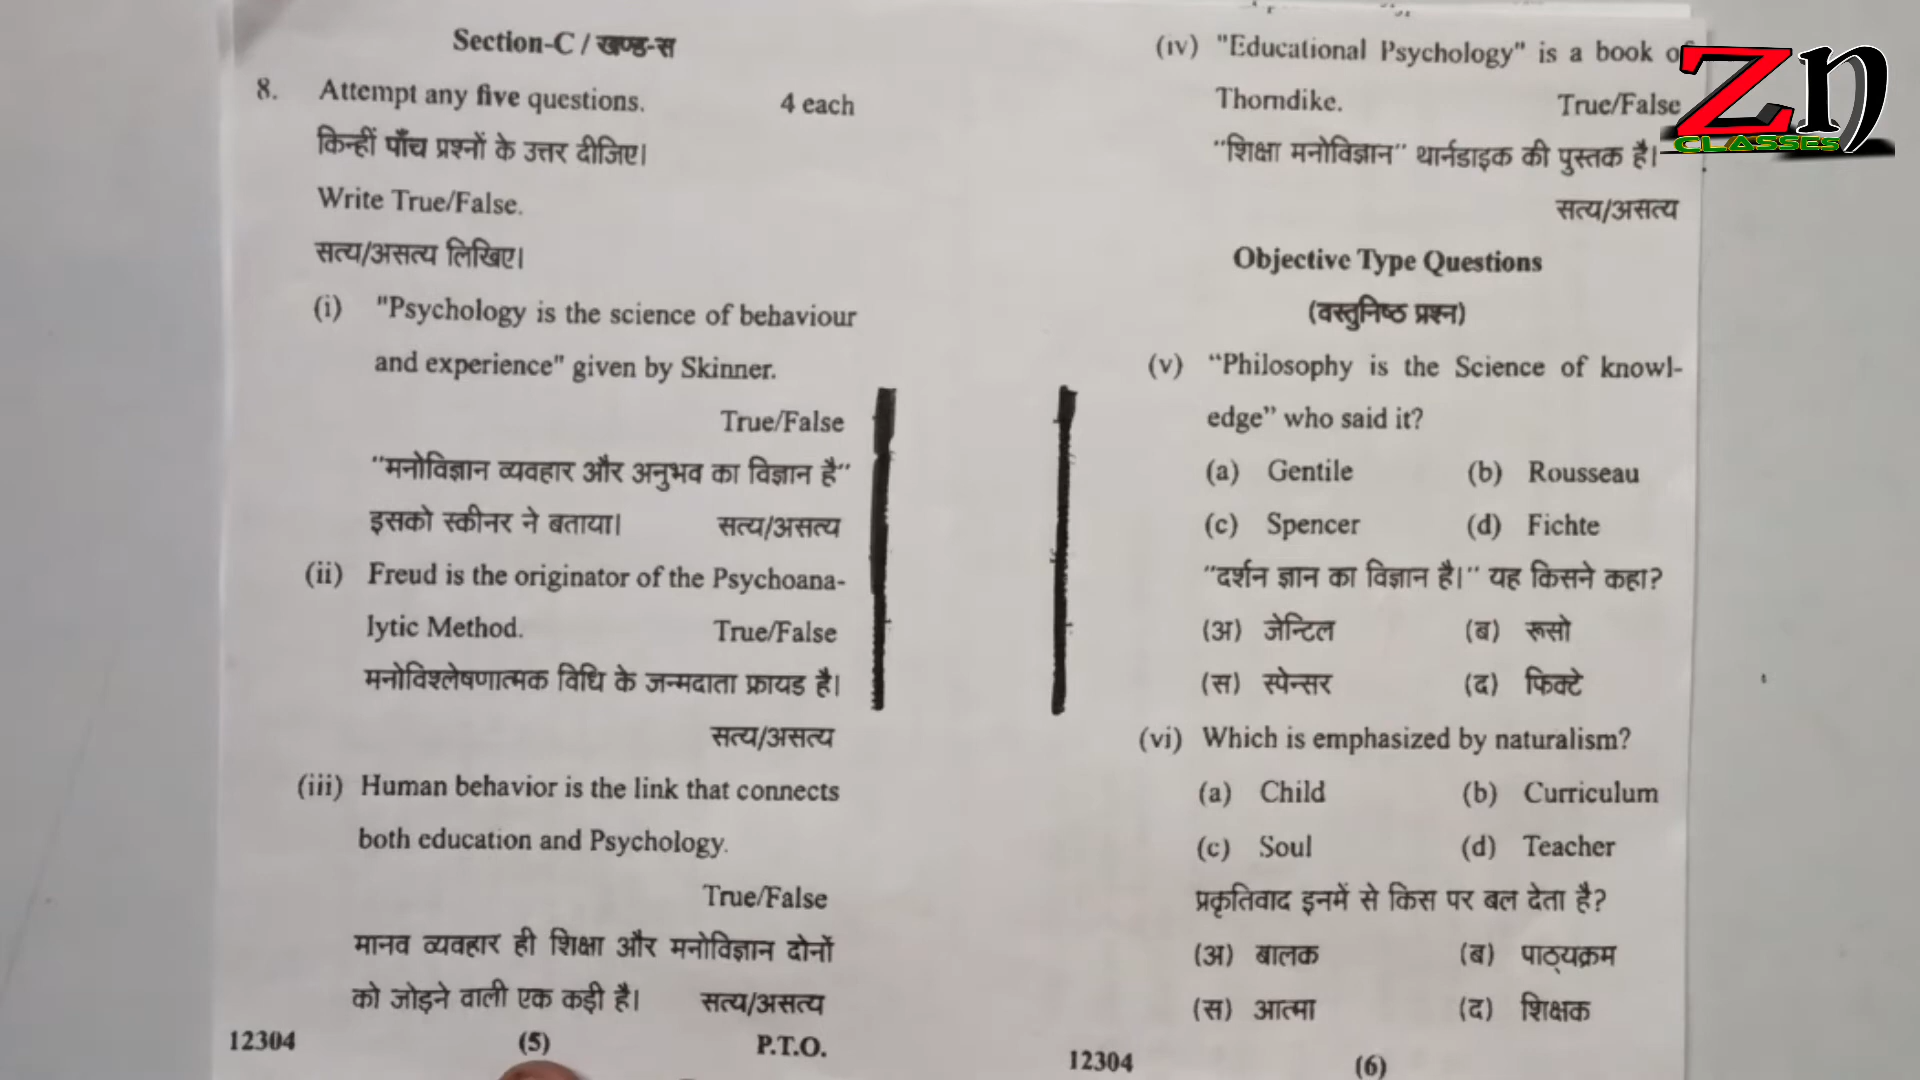 Section-C / खण्ड-स
8. Attempt any five questions. 4 each
किन्हीं पाँच प्रश्नों के उत्तर दीजिए।
Write True/False.
सत्य/असत्य लिखिए।
(i) "Psychology is the science of behaviour
and experience" given by Skinner.
True/False
"मनोविज्ञान व्यवहार और अनुभव का विज्ञान है"
इसको स्कीनर ने बताया। सत्य/असत्य
(ii) Freud is the originator of the Psychoana-
lytic Method. True/False
मनोविश्लेषणात्मक विधि के जन्मदाता फ्रायड है।
सत्य/असत्य
(iii) Human behavior is the link that connects
both education and Psychology.
True/False
मानव व्यवहार ही शिक्षा और मनोविज्ञान दोनों
को जोड़ने वाली एक कड़ी है। सत्य/असत्य
12304 (5) P.T.O.
(iv) "Educational Psychology" is a book of
Thorndike. True/False
"शिक्षा मनोविज्ञान" थार्नडाइक की पुस्तक है।
सत्य/असत्य
Objective Type Questions
(वस्तुनिष्ठ प्रश्न)
(v) “Philosophy is the Science of knowl-
edge” who said it?
(a) Gentile (b) Rousseau
(c) Spencer (d) Fichte
"दर्शन ज्ञान का विज्ञान है।" यह किसने कहा?
(अ) जेन्टिल (ब) रूसो
(स) स्पेन्सर (द) फिक्टे
(vi) Which is emphasized by naturalism?
(a) Child (b) Curriculum
(c) Soul (d) Teacher
प्रकृतिवाद इनमें से किस पर बल देता है?
(अ) बालक (ब) पाठ्यक्रम
(स) आत्मा (द) शिक्षक
12304 (6)
Zn
CLASSES